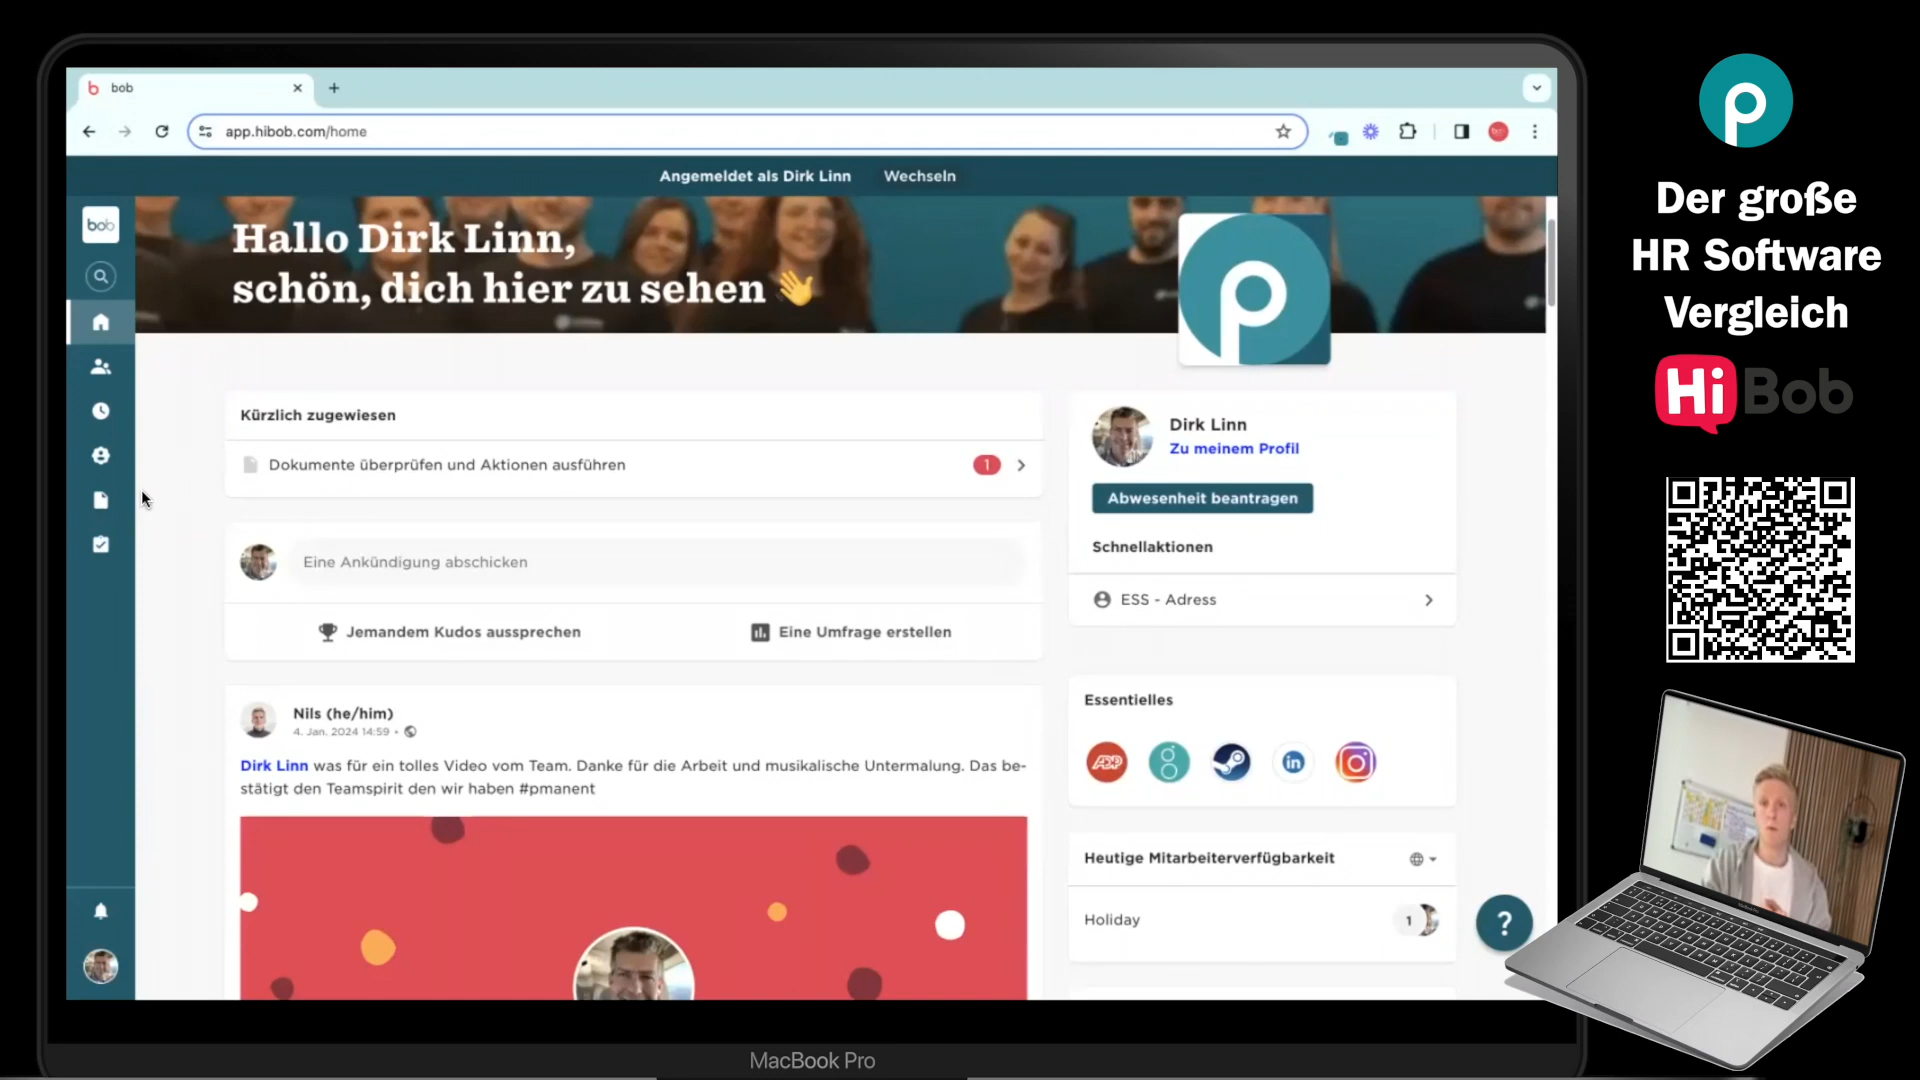 bob
app.hibob.com/home
Angemeldet als Dirk Linn Wechseln
bob
Hallo Dirk Linn,
schön, dich hier zu sehen 👋
Kürzlich zugewiesen
Dokumente überprüfen und Aktionen ausführen 1
Eine Ankündigung abschicken
Jemandem Kudos aussprechen Eine Umfrage erstellen
Nils (he/him)
4. Jan. 2024 14:59 •
Dirk Linn was für ein tolles Video vom Team. Danke für die Arbeit und musikalische Untermalung. Das be-
stätigt den Teamspirit den wir haben #pmanent
Dirk Linn
Zu meinem Profil
Abwesenheit beantragen
Schnellaktionen
ESS - Adress
Essentielles
ADP
g
in
Heutige Mitarbeiterverfügbarkeit
Holiday 1
?
MacBook Pro
p
Der große
HR Software
Vergleich
HiBob